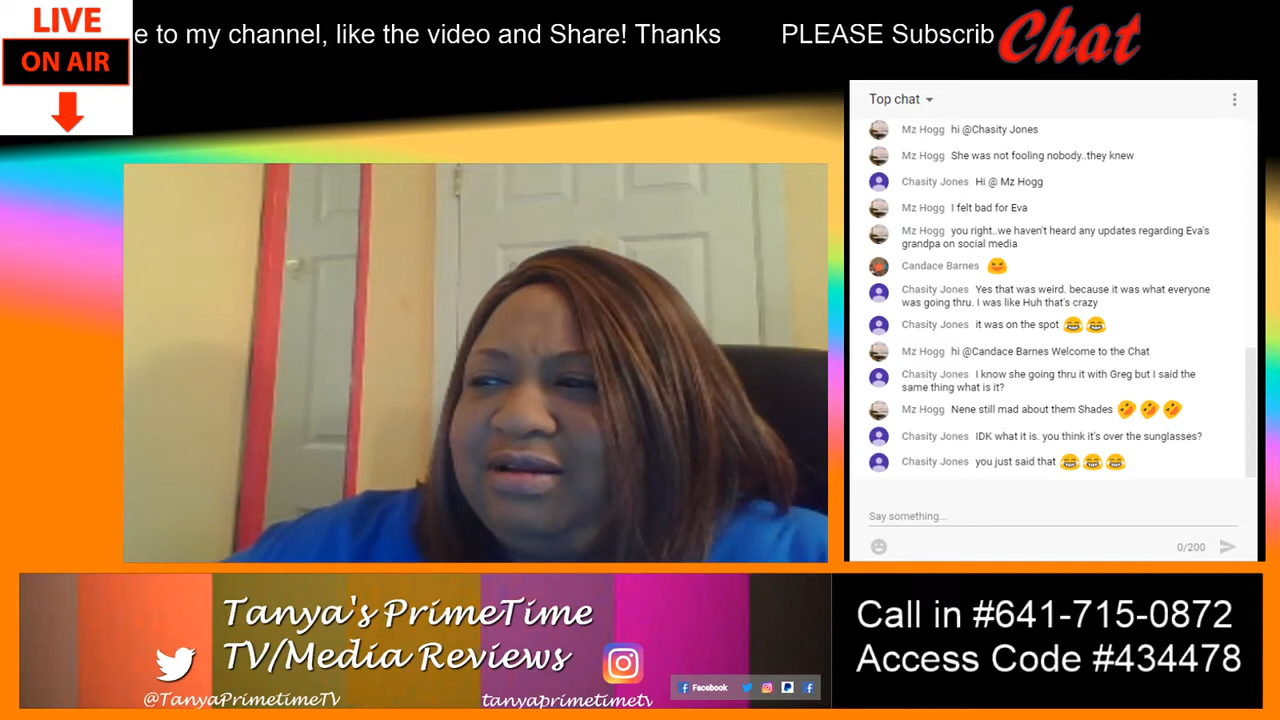 LIVE
ON AIR
e to my channel, like the video and Share! Thanks
PLEASE Subscrib
Chat
Top chat
Mz Hogg hi @Chasity Jones
Mz Hogg She was not fooling nobody..they knew
Chasity Jones Hi @ Mz Hogg
Mz Hogg I felt bad for Eva
Mz Hogg you right..we haven't heard any updates regarding Eva's
grandpa on social media
Candace Barnes 😆
Chasity Jones Yes that was weird. because it was what everyone
was going thru. I was like Huh that's crazy
Chasity Jones it was on the spot 😂 😂
Mz Hogg hi @Candace Barnes Welcome to the Chat
Chasity Jones I know she going thru it with Greg but I said the
same thing what is it?
Mz Hogg Nene still mad about them Shades 🤣 🤣 🤣
Chasity Jones IDK what it is. you think it's over the sunglasses?
Chasity Jones you just said that 😂 😂 😂
Say something...
0/200
Tanya's PrimeTime
TV/Media Reviews
@TanyaPrimetimeTV
tanyaprimetimetv
Facebook
Call in #641-715-0872
Access Code #434478